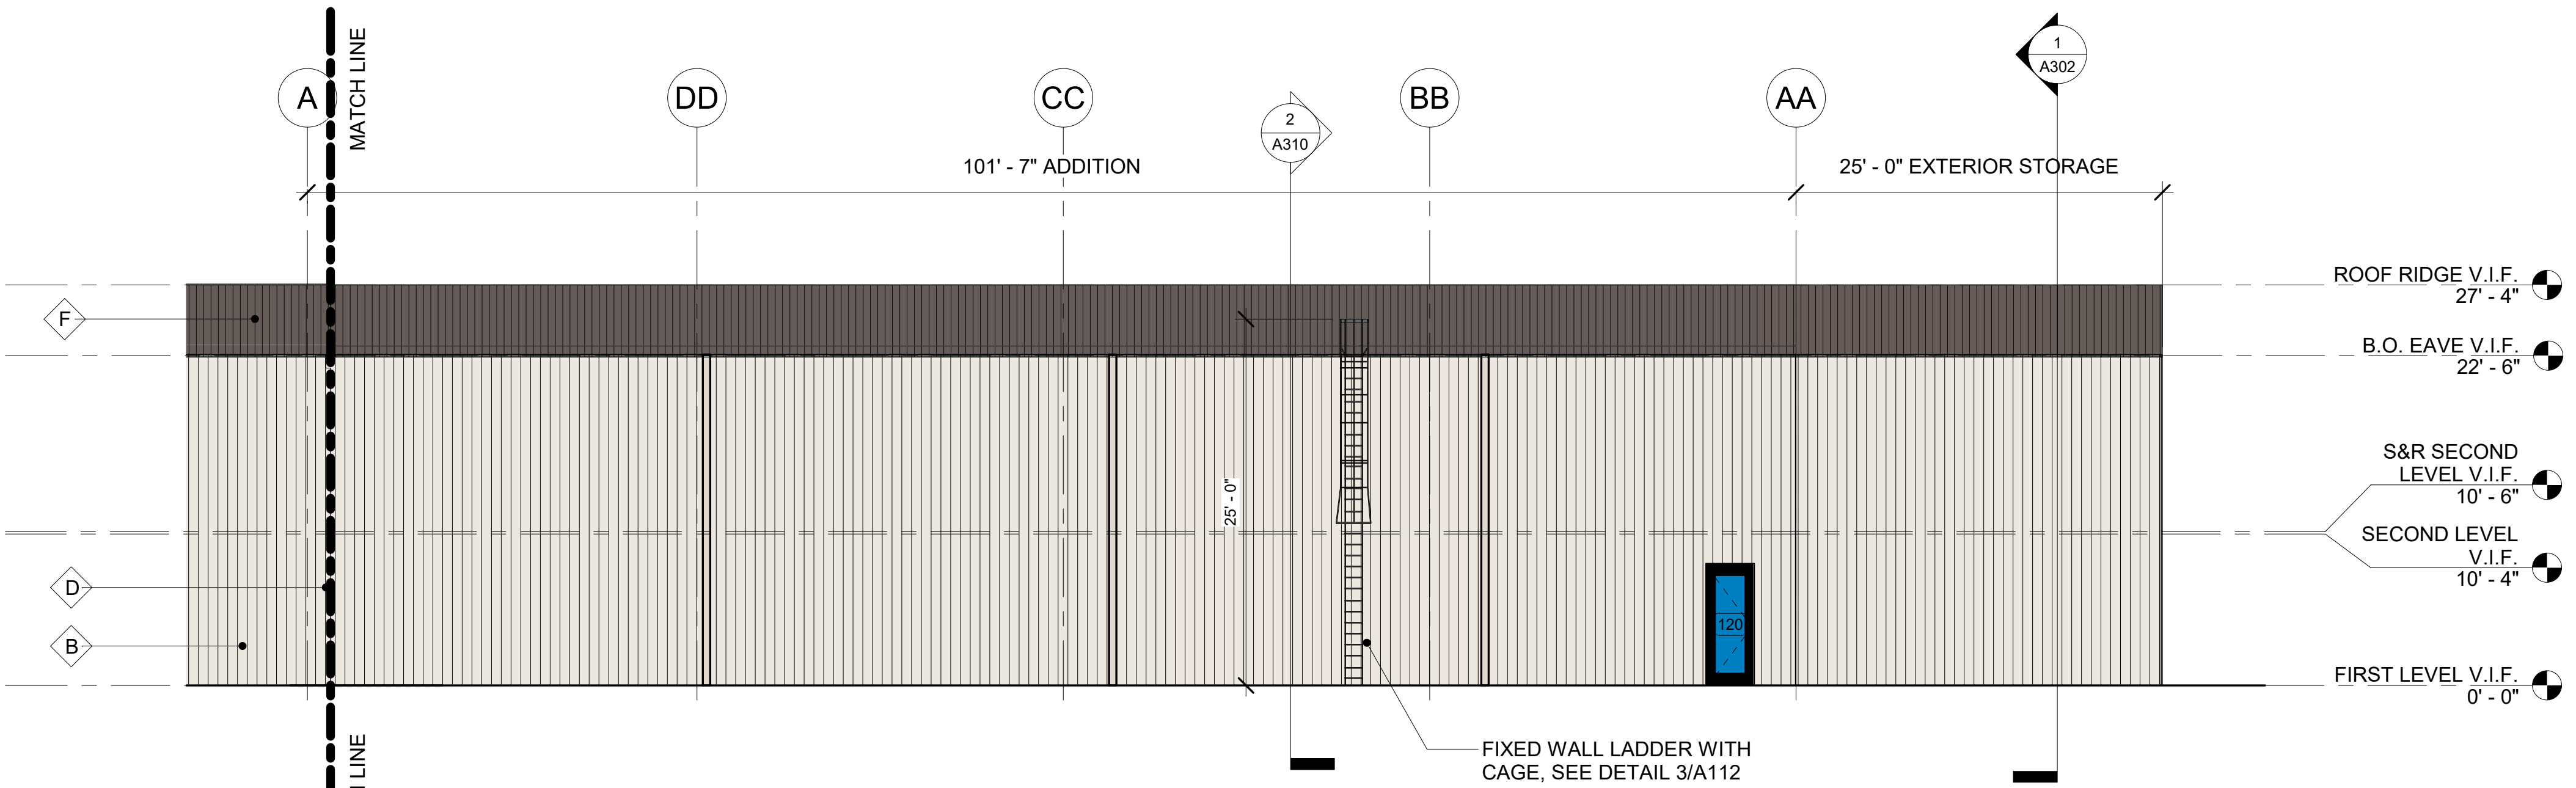 MATCH LINE
1
A302
A
DD
CC
BB
AA
2
A310
101' - 7" ADDITION
25' - 0" EXTERIOR STORAGE
ROOF RIDGE V.I.F.
27' - 4"
F
B.O. EAVE V.I.F.
22' - 6"
S&R SECOND
LEVEL V.I.F.
10' - 6"
25' - 0"
SECOND LEVEL
V.I.F.
10' - 4"
D
120
B
FIRST LEVEL V.I.F.
0' - 0"
LINE
FIXED WALL LADDER WITH
CAGE, SEE DETAIL 3/A112